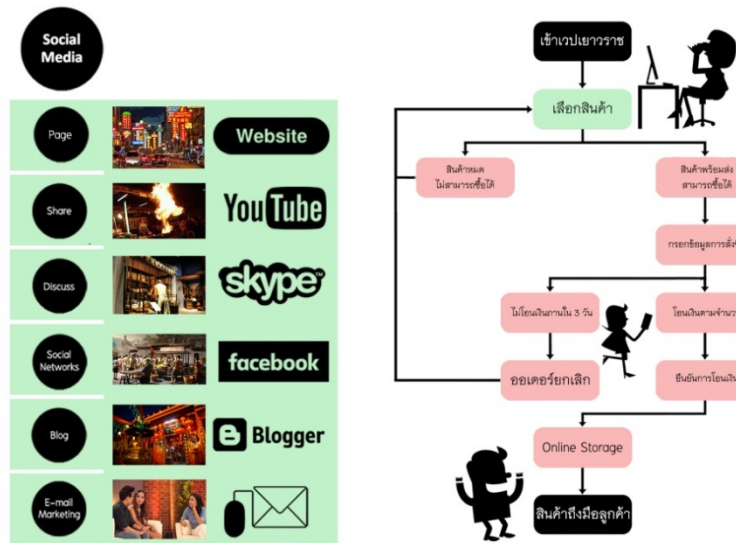 Social
Media
Page
Website
Share
YouTube
Discuss
skype™
Social
Networks
facebook
Blog
Blogger
E-mail
Marketing
เข้าเวปเยาวราช
เลือกสินค้า
สินค้าหมด
ไม่สามารถซื้อได้
สินค้าพร้อมส่ง
สามารถซื้อได้
กรอกข้อมูลการสั่งซ
ไม่โอนเงินภานใน 3 วัน
โอนเงินตามจำนว
ออเดอร์ยกเลิก
ยืนยันการโอนเงิน
Online Storage
สินค้าถึงมือลูกค้า